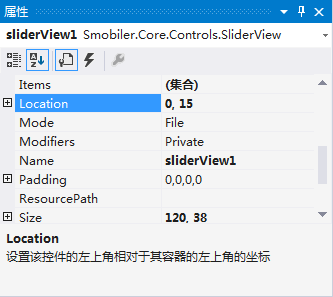 属性
sliderView1 Smobiler.Core.Controls.SliderView
Items (集合)
Location 0, 15
Mode File
Modifiers Private
Name sliderView1
Padding 0,0,0,0
ResourcePath
Size 120, 38
Location
设置该控件的左上角相对于其容器的左上角的坐标